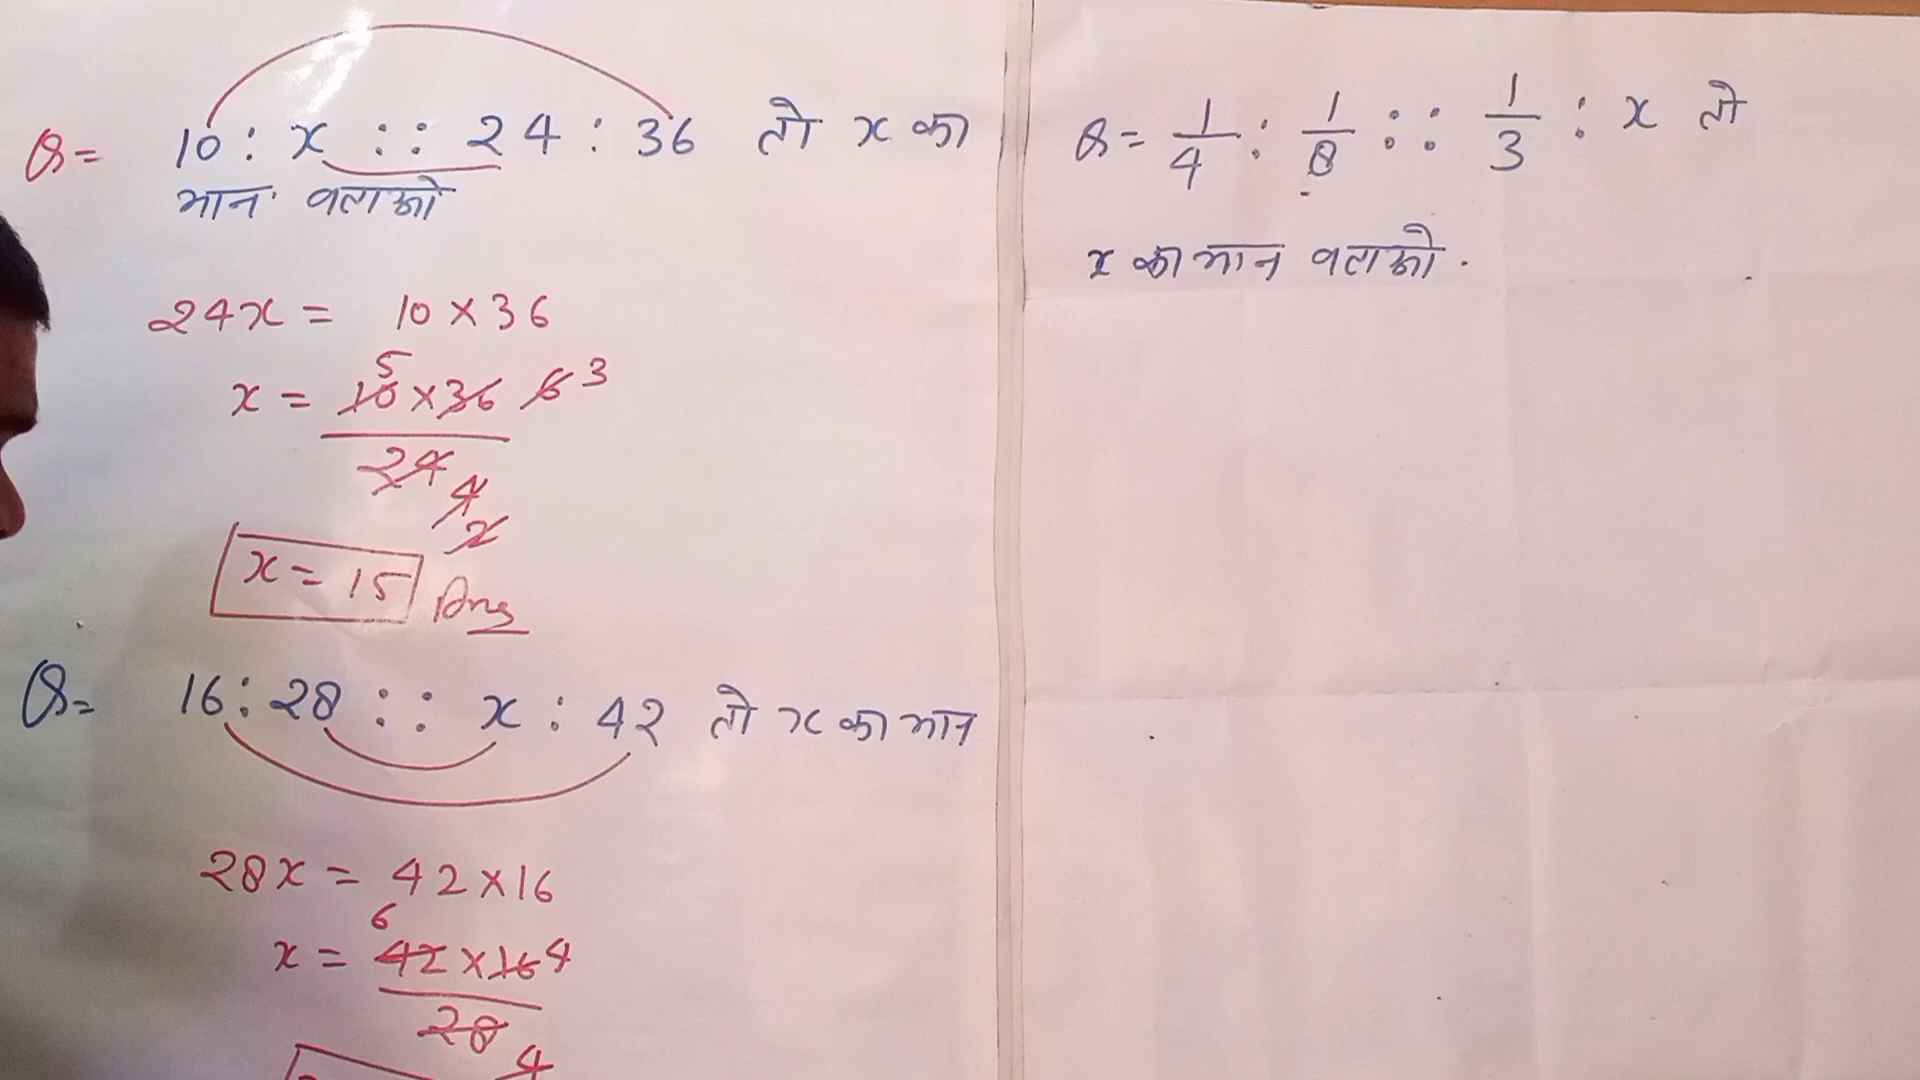 Q= 10 : x :: 24 : 36 तो x का
मान बताओ
24x = 10 × 36
5
x = 10 × 36 6 3
24 4
2
x = 15 Ans
Q= 16 : 28 :: x : 42 तो x का मान
28x = 42 × 16
6
x = 42 × 16 4
28
4
Q= 1/4 : 1/8 :: 1/3 : x तो
x का मान बताओ.